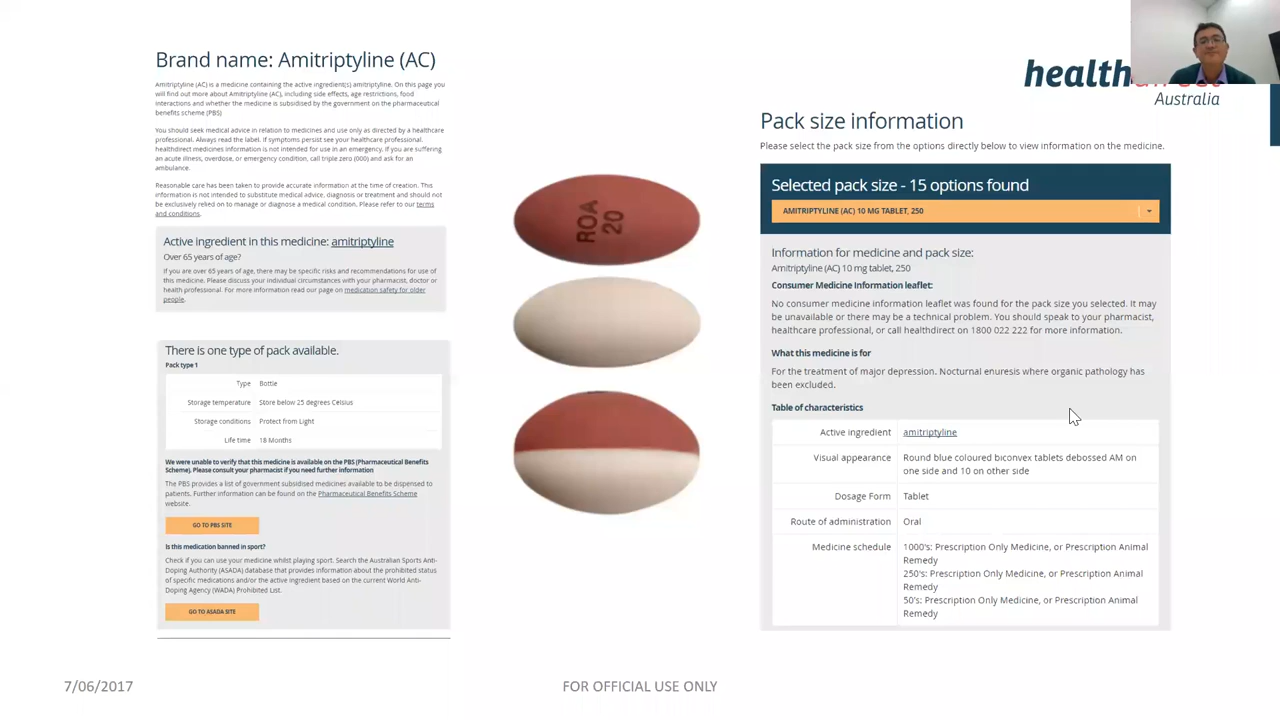 Brand name: Amitriptyline (AC)
Amitriptyline (AC) is a medicine containing the active ingredient(s) amitriptyline. On this page you
will find out more about Amitriptyline (AC), including side effects, age restrictions, food
interactions and whether the medicine is subsidised by the government on the pharmaceutical
benefits scheme (PBS)
You should seek medical advice in relation to medicines and use only as directed by a healthcare
professional. Always read the label. If symptoms persist see your healthcare professional.
healthdirect medicines information is not intended for use in an emergency. If you are suffering
an acute illness, overdose, or emergency condition, call triple zero (000) and ask for an
ambulance.
Reasonable care has been taken to provide accurate information at the time of creation. This
information is not intended to substitute medical advice, diagnosis or treatment and should not
be exclusively relied on to manage or diagnose a medical condition. Please refer to our terms
and conditions.
Active ingredient in this medicine: amitriptyline
Over 65 years of age?
If you are over 65 years of age, there may be specific risks and recommendations for use of
this medicine. Please discuss your individual circumstances with your pharmacist, doctor or
health professional. For more information read our page on medication safety for older
people.
There is one type of pack available.
Pack type 1
Type Bottle
Storage temperature Store below 25 degrees Celsius
Storage conditions Protect from Light
Life time 18 Months
We were unable to verify that this medicine is available on the PBS (Pharmaceutical Benefits
Scheme). Please consult your pharmacist if you need further information
The PBS provides a list of government subsidised medicines available to be dispensed to
patients. Further information can be found on the Pharmaceutical Benefits Scheme
website.
GO TO PBS SITE
Is this medication banned in sport?
Check if you can use your medicine whilst playing sport. Search the Australian Sports Anti-
Doping Authority (ASADA) database that provides information about the prohibited status
of specific medications and/or the active ingredient based on the current World Anti-
Doping Agency (WADA) Prohibited List.
GO TO ASADA SITE
ROA
20
health
Australia
Pack size information
Please select the pack size from the options directly below to view information on the medicine.
Selected pack size - 15 options found
AMITRIPTYLINE (AC) 10 MG TABLET, 250
Information for medicine and pack size:
Amitriptyline (AC) 10 mg tablet, 250
Consumer Medicine Information leaflet:
No consumer medicine information leaflet was found for the pack size you selected. It may
be unavailable or there may be a technical problem. You should speak to your pharmacist,
healthcare professional, or call healthdirect on 1800 022 222 for more information.
What this medicine is for
For the treatment of major depression. Nocturnal enuresis where organic pathology has
been excluded.
Table of characteristics
Active ingredient amitriptyline
Visual appearance Round blue coloured biconvex tablets debossed AM on
one side and 10 on other side
Dosage Form Tablet
Route of administration Oral
Medicine schedule 1000's: Prescription Only Medicine, or Prescription Animal
Remedy
250's: Prescription Only Medicine, or Prescription Animal
Remedy
50's: Prescription Only Medicine, or Prescription Animal
Remedy
7/06/2017
FOR OFFICIAL USE ONLY